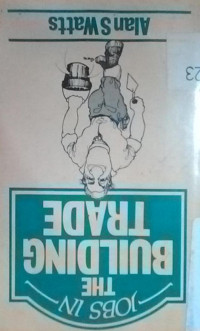 JOBS IN
THE
BUILDING
TRADE
23
Alan S Watts